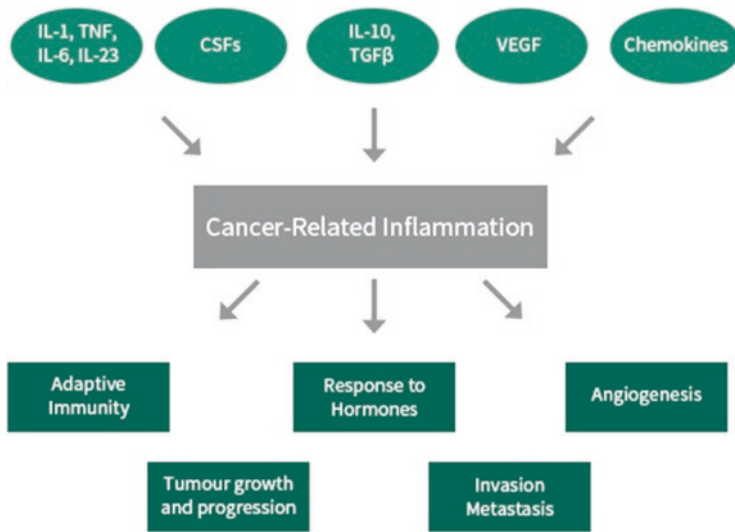 IL-1, TNF,
IL-6, IL-23
CSFs
IL-10,
TGFβ
VEGF
Chemokines
Cancer-Related Inflammation
Adaptive
Immunity
Response to
Hormones
Angiogenesis
Tumour growth
and progression
Invasion
Metastasis